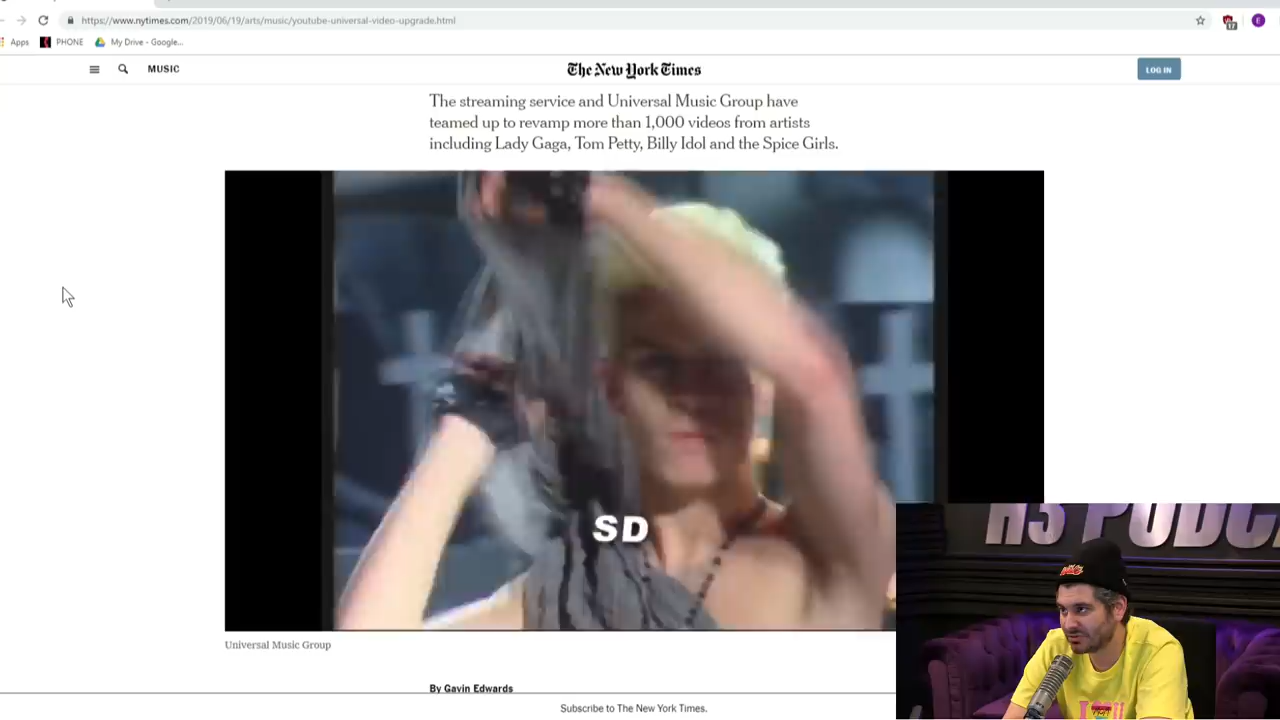 https://www.nytimes.com/2019/06/19/arts/music/youtube-universal-video-upgrade.html
Apps PHONE My Drive - Google...
MUSIC The New York Times LOG IN
The streaming service and Universal Music Group have
teamed up to revamp more than 1,000 videos from artists
including Lady Gaga, Tom Petty, Billy Idol and the Spice Girls.
SD
H3 PODC
Universal Music Group
By Gavin Edwards
Subscribe to The New York Times.